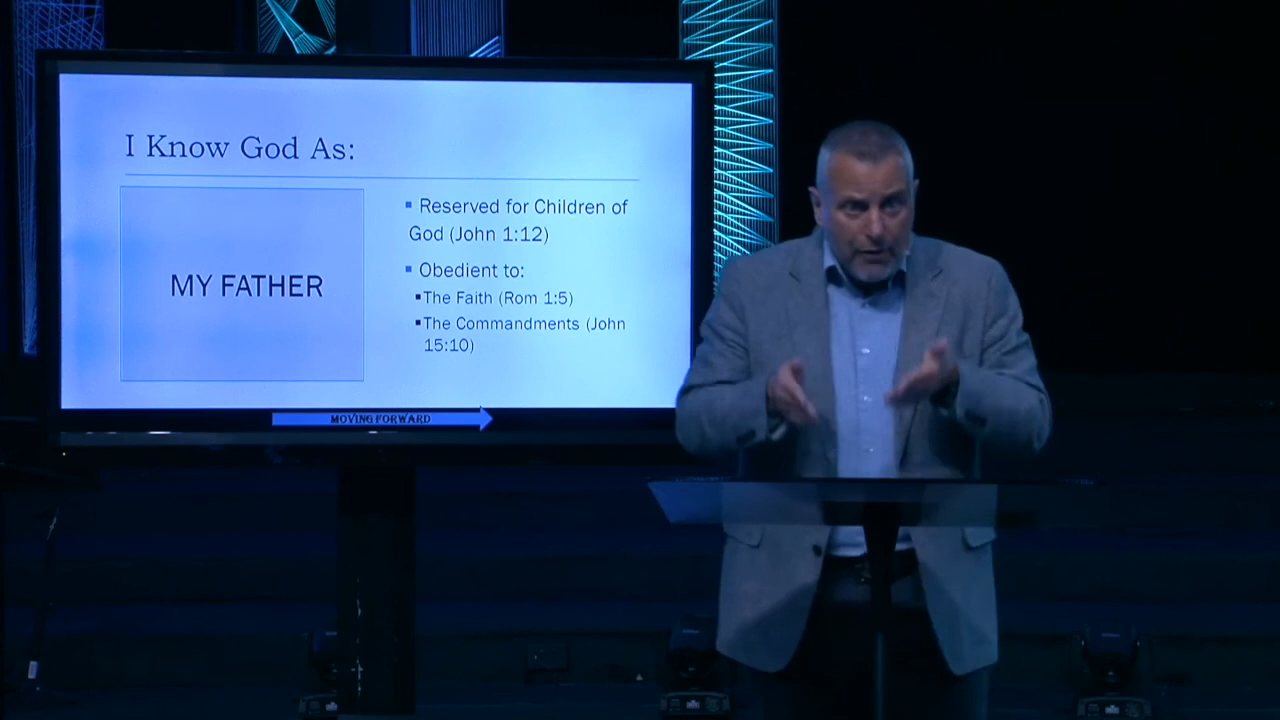 I Know God As:
MY FATHER
▪ Reserved for Children of
God (John 1:12)
▪ Obedient to:
▪The Faith (Rom 1:5)
▪The Commandments (John
15:10)
MOVING FORWARD